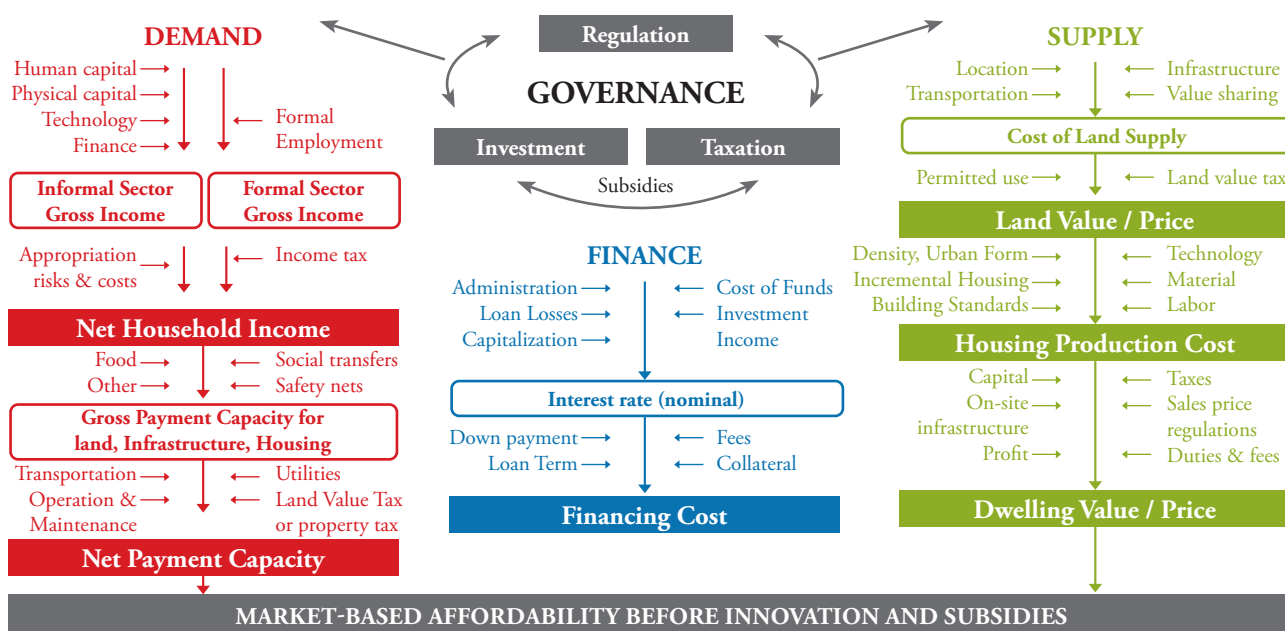 DEMAND
Human capital
Physical capital
Technology
Finance
Formal
Employment
Informal Sector
Gross Income
Formal Sector
Gross Income
Appropriation
risks & costs
Income tax
Net Household Income
Food
Other
Social transfers
Safety nets
Gross Payment Capacity for
land, Infrastructure, Housing
Transportation
Operation &
Maintenance
Utilities
Land Value Tax
or property tax
Net Payment Capacity
Regulation
GOVERNANCE
Investment
Taxation
Subsidies
FINANCE
Administration
Loan Losses
Capitalization
Cost of Funds
Investment
Income
Interest rate (nominal)
Down payment
Loan Term
Fees
Collateral
Financing Cost
SUPPLY
Location
Transportation
Infrastructure
Value sharing
Cost of Land Supply
Permitted use
Land value tax
Land Value / Price
Density, Urban Form
Incremental Housing
Building Standards
Technology
Material
Labor
Housing Production Cost
Capital
On-site
infrastructure
Profit
Taxes
Sales price
regulations
Duties & fees
Dwelling Value / Price
MARKET-BASED AFFORDABILITY BEFORE INNOVATION AND SUBSIDIES